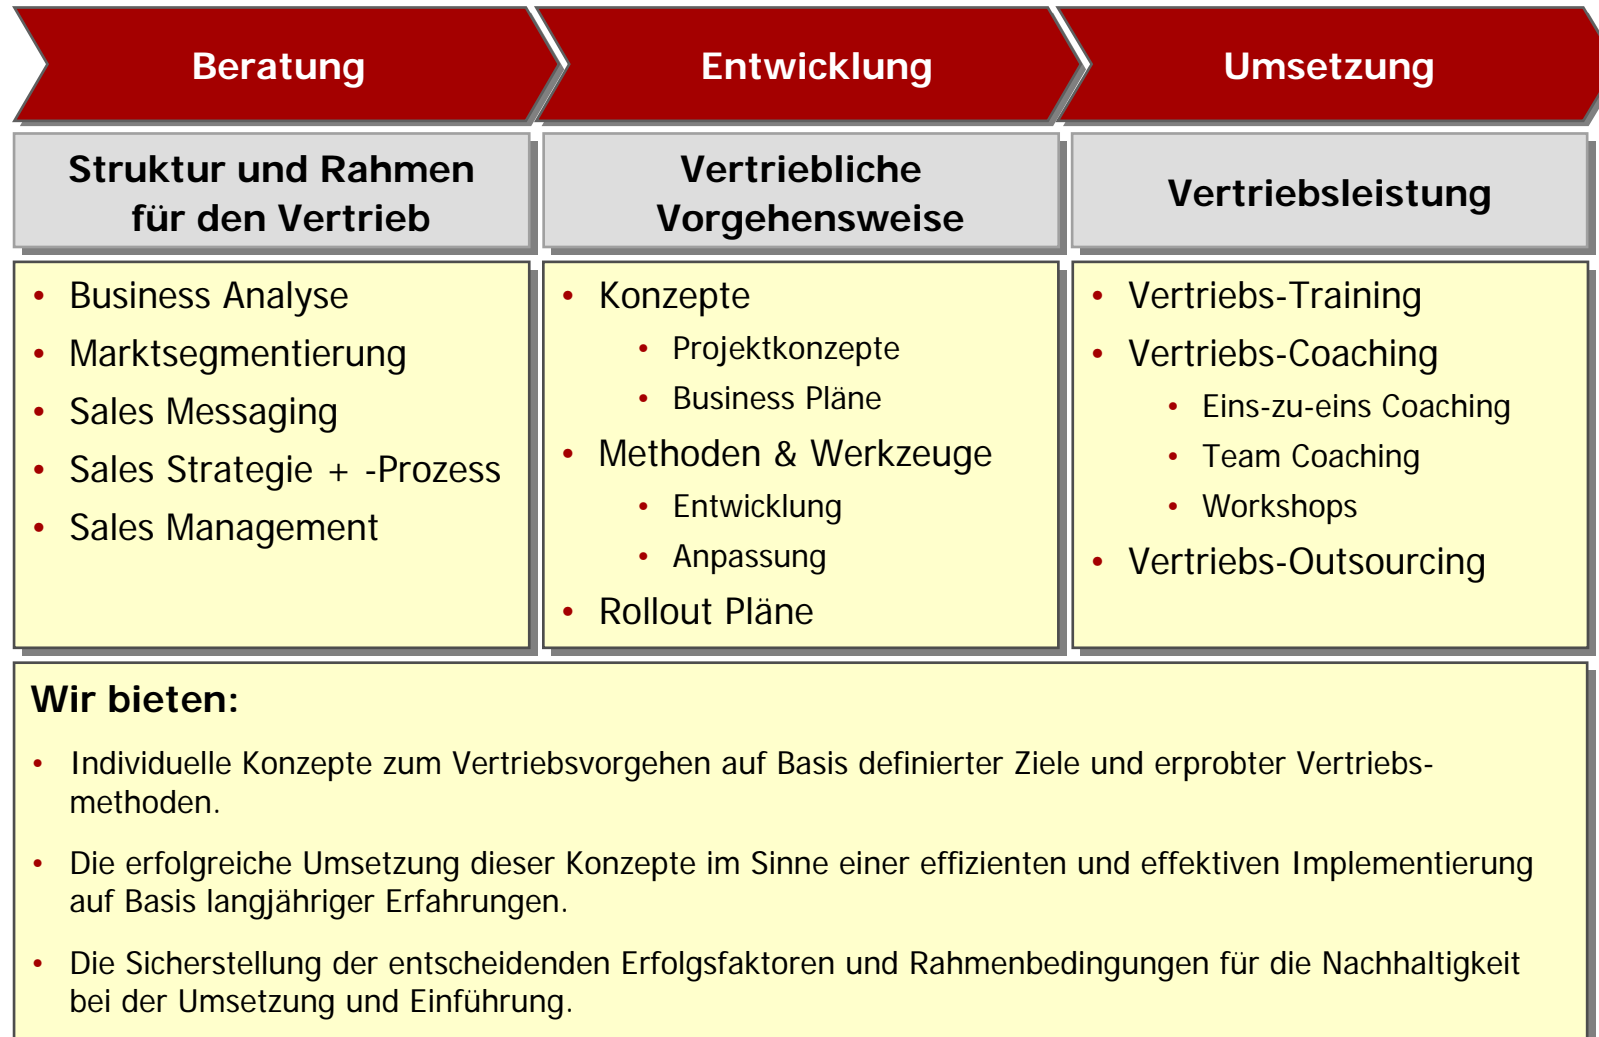 Beratung
Entwicklung
Umsetzung
Struktur und Rahmen
für den Vertrieb
Vertriebliche
Vorgehensweise
Vertriebsleistung
• Business Analyse
• Marktsegmentierung
• Sales Messaging
• Sales Strategie + -Prozess
• Sales Management
• Konzepte
• Projektkonzepte
• Business Pläne
• Methoden & Werkzeuge
• Entwicklung
• Anpassung
• Rollout Pläne
• Vertriebs-Training
• Vertriebs-Coaching
• Eins-zu-eins Coaching
• Team Coaching
• Workshops
• Vertriebs-Outsourcing
Wir bieten:
• Individuelle Konzepte zum Vertriebsvorgehen auf Basis definierter Ziele und erprobter Vertriebs-
methoden.
• Die erfolgreiche Umsetzung dieser Konzepte im Sinne einer effizienten und effektiven Implementierung
auf Basis langjähriger Erfahrungen.
• Die Sicherstellung der entscheidenden Erfolgsfaktoren und Rahmenbedingungen für die Nachhaltigkeit
bei der Umsetzung und Einführung.